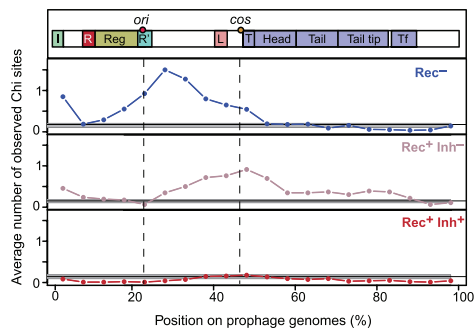 ori
cos
I
R
Reg
R'
L
T
Head
Tail
Tail tip
Tf
Average number of observed Chi sites
1
0
Rec–
1
0
Rec+ Inh–
1
0
Rec+ Inh+
0
20
40
60
80
100
Position on prophage genomes (%)